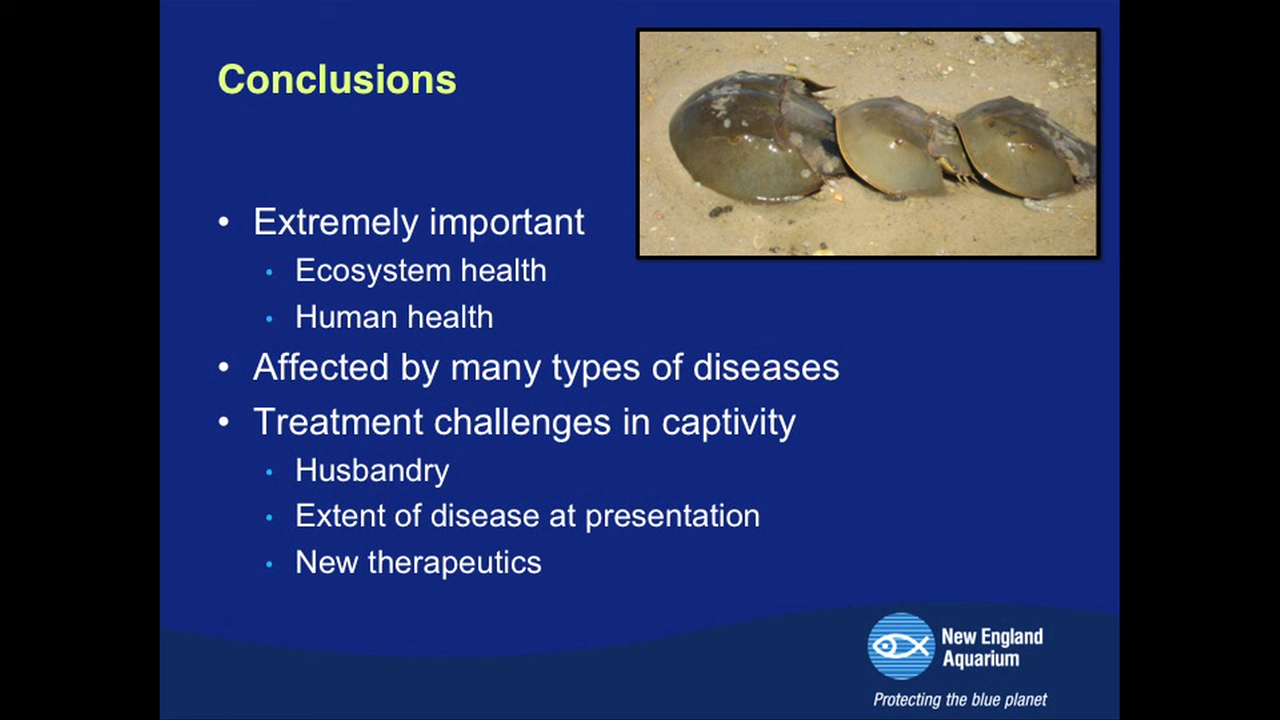 Conclusions
• Extremely important
• Ecosystem health
• Human health
• Affected by many types of diseases
• Treatment challenges in captivity
• Husbandry
• Extent of disease at presentation
• New therapeutics
New England
Aquarium
Protecting the blue planet